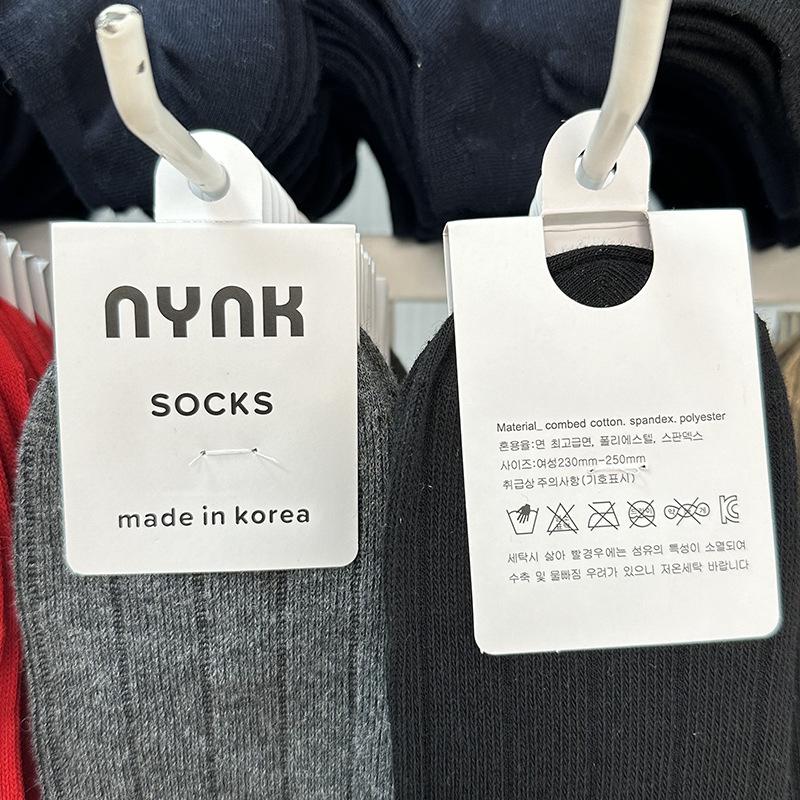 nynk
SOCKS
made in korea
Material_ combed cotton. spandex. polyester
혼용율:면 최고급면, 폴리에스텔, 스판덱스
사이즈:여성230mm-250mm
취급상주의사항(기호표시)
세탁시 삶아 빨경우에는 섬유의 특성이 소멸되여
수축 및 물빠짐 우려가 있으니 저온세탁 바랍니다